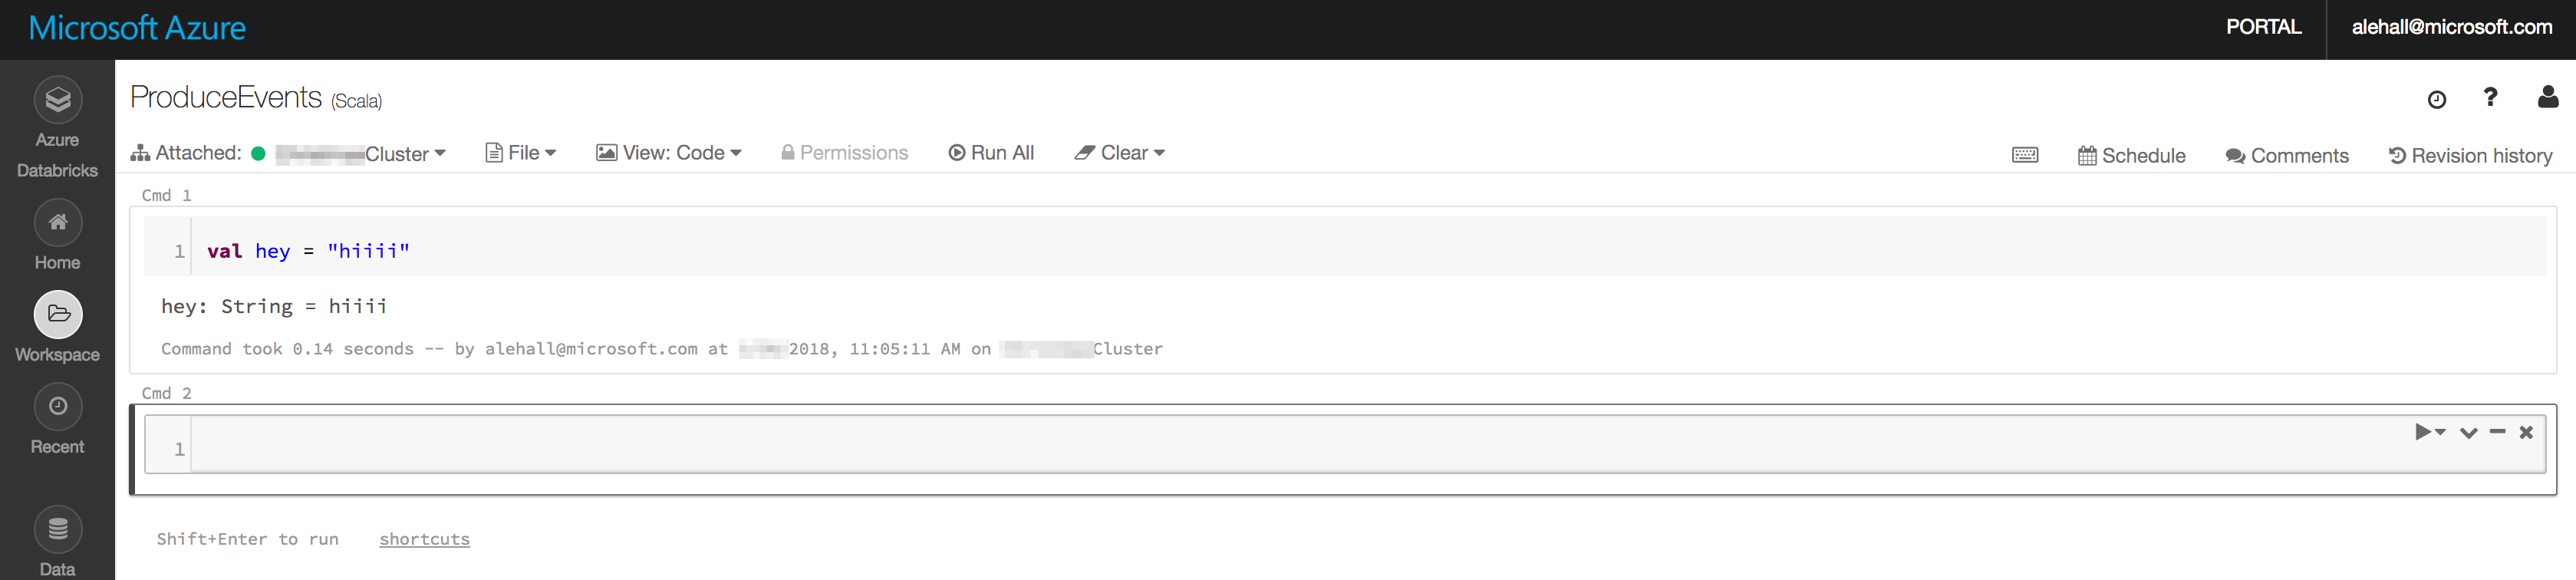 Microsoft Azure
PORTAL
alehall@microsoft.com
Azure
Databricks
Home
Workspace
Recent
Data
ProduceEvents (Scala)
?
Attached: Cluster File View: Code Permissions Run All Clear Schedule Comments Revision history
Cmd 1
1 val hey = "hiiii"
hey: String = hiiii
Command took 0.14 seconds -- by alehall@microsoft.com at 2018, 11:05:11 AM on Cluster
Cmd 2
1
Shift+Enter to run shortcuts